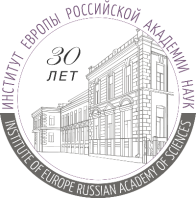 ИНСТИТУТ ЕВРОПЫ РОССИЙСКОЙ АКАДЕМИИ НАУК
30
ЛЕТ
INSTITUTE OF EUROPE RUSSIAN ACADEMY OF SCIENCES